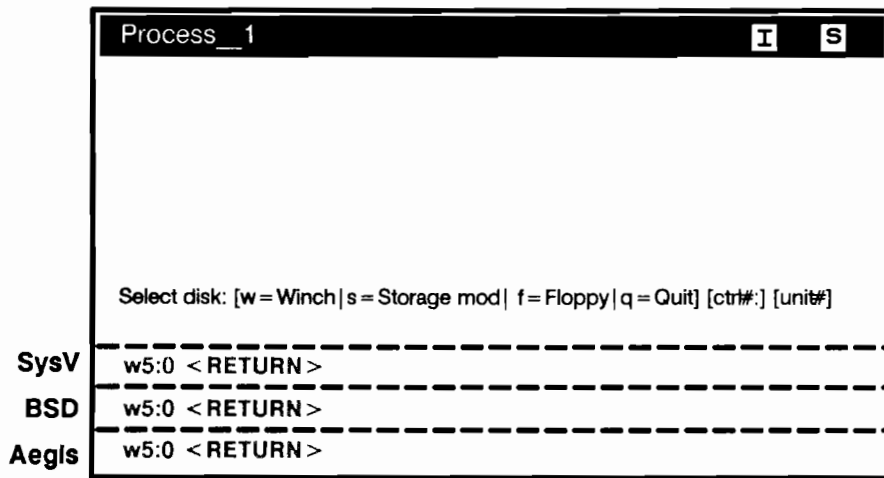 Process__1 I S
Select disk: [w=Winch|s=Storage mod| f=Floppy|q=Quit] [ctrl#:] [unit#]
SysV w5:0 <RETURN>
BSD w5:0 <RETURN>
Aegis w5:0 <RETURN>